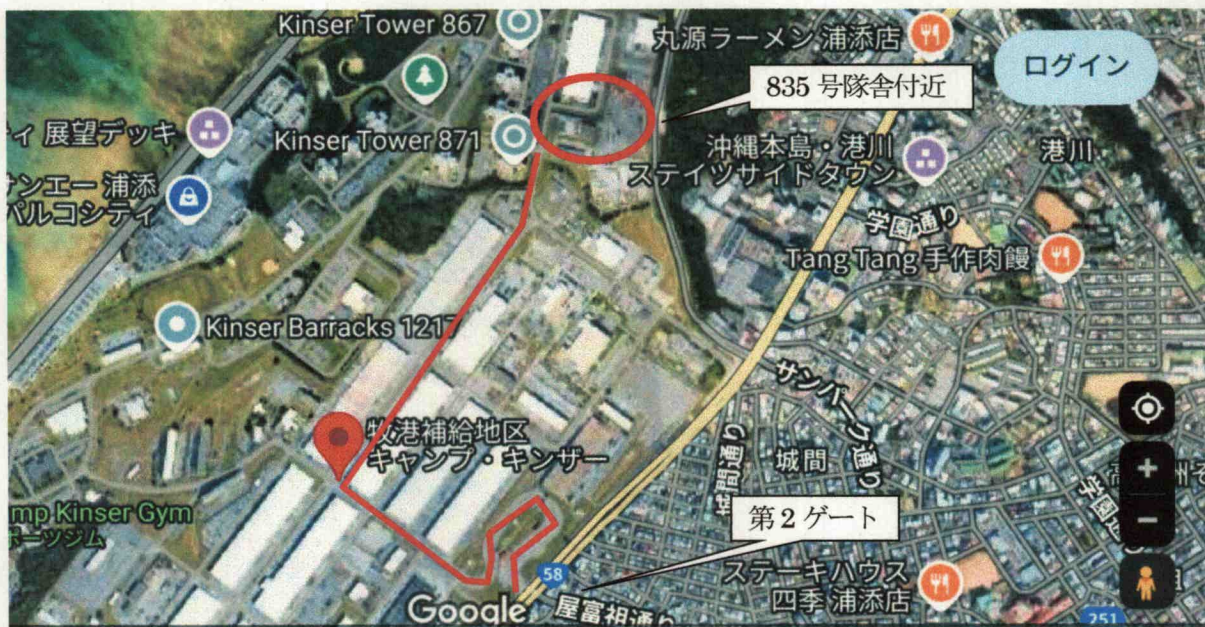 Kinser Tower 867
丸源ラーメン 浦添店
ログイン
835 号隊舎付近
ティ 展望デッキ
Kinser Tower 871
沖縄本島・港川
ステイツサイドタウン
港川
サンエー 浦添
パルコシティ
学園通り
Tang Tang 手作肉饅
Kinser Barracks 1217
サンパーク通り
牧港補給地区
キャンプ・キンザー
城間
学園通り
amp Kinser Gym
ポーツジム
第2ゲート
58
ステーキハウス
四季 浦添店
Google
屋富祖通り
251